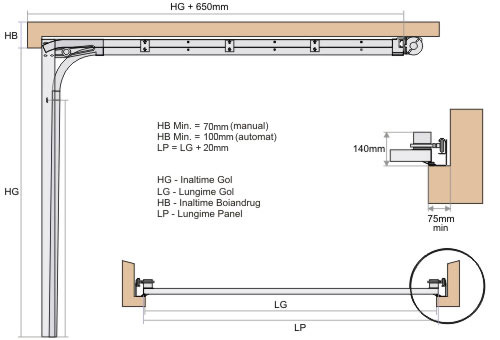 HG + 650mm
HB
HB Min. = 70mm (manual)
HB Min. = 100mm (automat)
LP = LG + 20mm
140mm
HG - Inaltime Gol
LG - Lungime Gol
HB - Inaltime Boiandrug
LP - Lungime Panel
HG
75mm
min
LG
LP